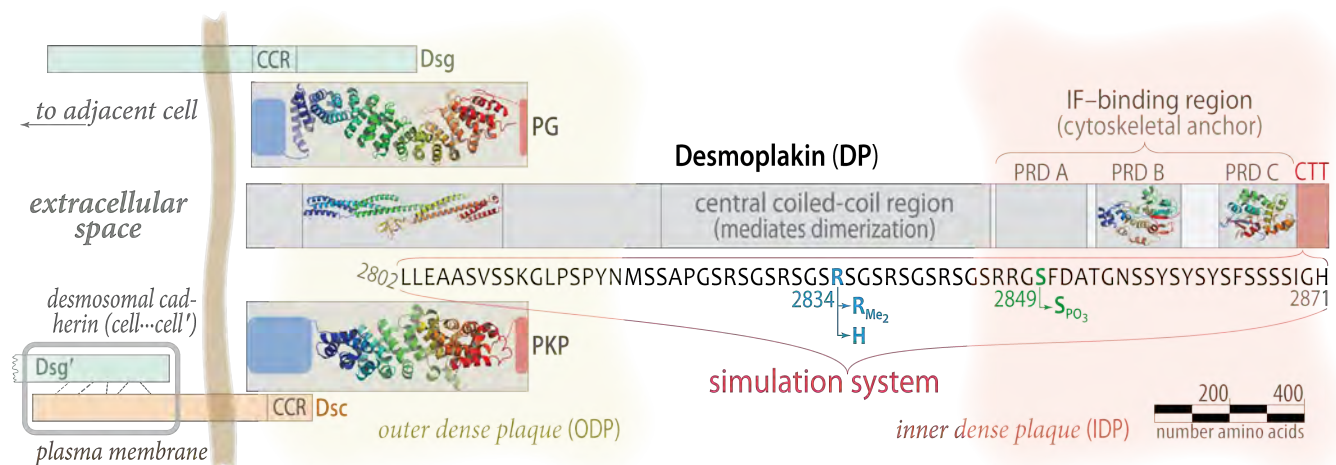 CCR Dsg
to adjacent cell
PG
IF–binding region
(cytoskeletal anchor)
Desmoplakin (DP)
PRD A PRD B PRD C CTT
extracellular
space
central coiled-coil region
(mediates dimerization)
2802 LLEAASVSSKGLPSPYNMSSAPGSRSGSRSGSRSGSRSGSRSGSRRGSFDATGNSSYSYSYSFSSSSIGH
2834 RMe2 2849 SPO3 2871
H
desmosomal cad-
herin (cell···cell′)
PKP
Dsg′
simulation system
CCR Dsc
outer dense plaque (ODP)
inner dense plaque (IDP)
200 400
number amino acids
plasma membrane